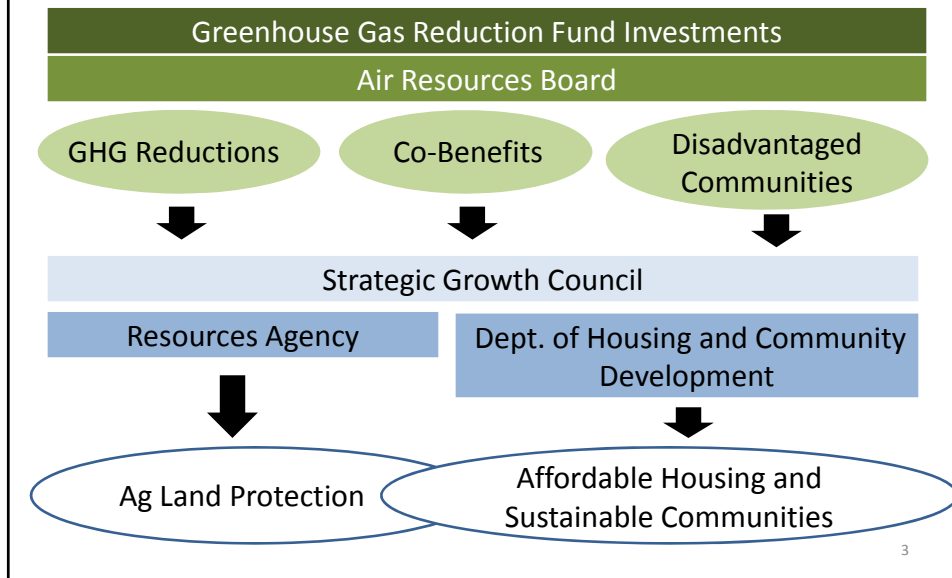 Greenhouse Gas Reduction Fund Investments
Air Resources Board
GHG Reductions
Co-Benefits
Disadvantaged
Communities
Strategic Growth Council
Resources Agency
Dept. of Housing and Community
Development
Ag Land Protection
Affordable Housing and
Sustainable Communities
3